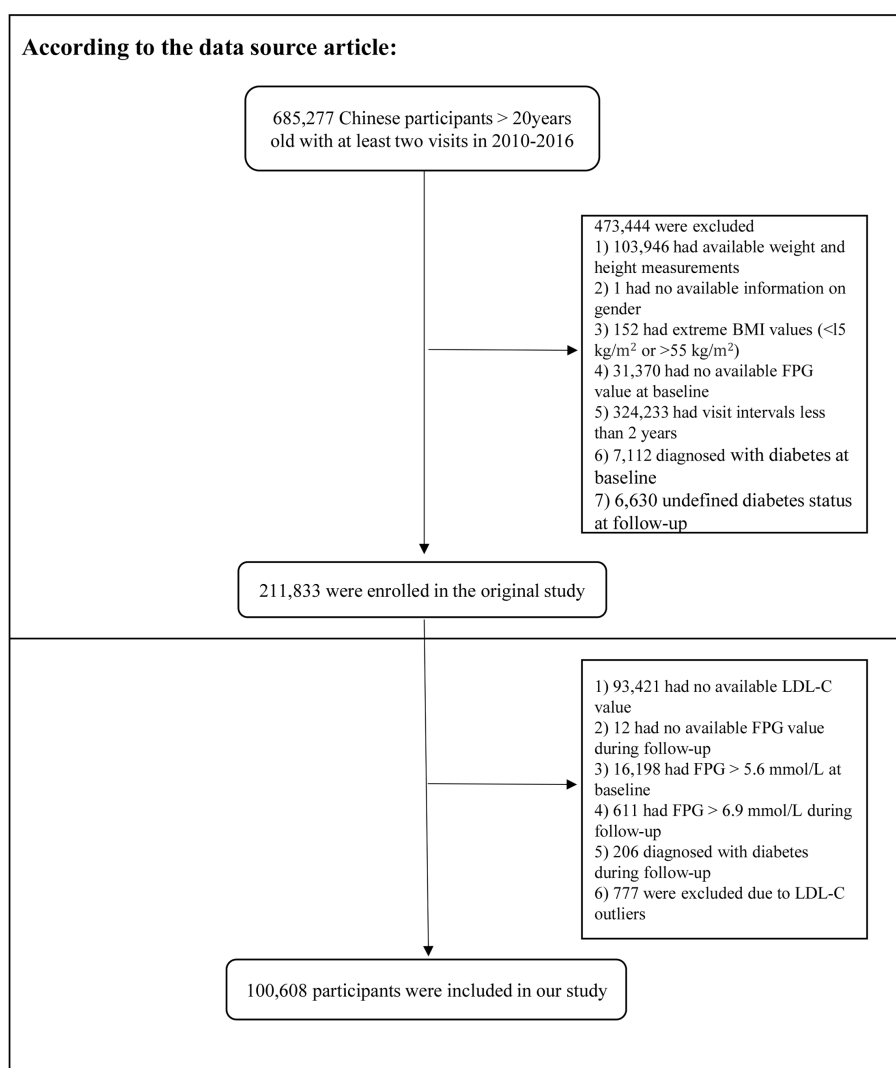 According to the data source article:
685,277 Chinese participants > 20years
old with at least two visits in 2010-2016
473,444 were excluded
1) 103,946 had available weight and
height measurements
2) 1 had no available information on
gender
3) 152 had extreme BMI values (<l5
kg/m² or >55 kg/m²)
4) 31,370 had no available FPG
value at baseline
5) 324,233 had visit intervals less
than 2 years
6) 7,112 diagnosed with diabetes at
baseline
7) 6,630 undefined diabetes status
at follow-up
211,833 were enrolled in the original study
1) 93,421 had no available LDL-C
value
2) 12 had no available FPG value
during follow-up
3) 16,198 had FPG > 5.6 mmol/L at
baseline
4) 611 had FPG > 6.9 mmol/L during
follow-up
5) 206 diagnosed with diabetes
during follow-up
6) 777 were excluded due to LDL-C
outliers
100,608 participants were included in our study